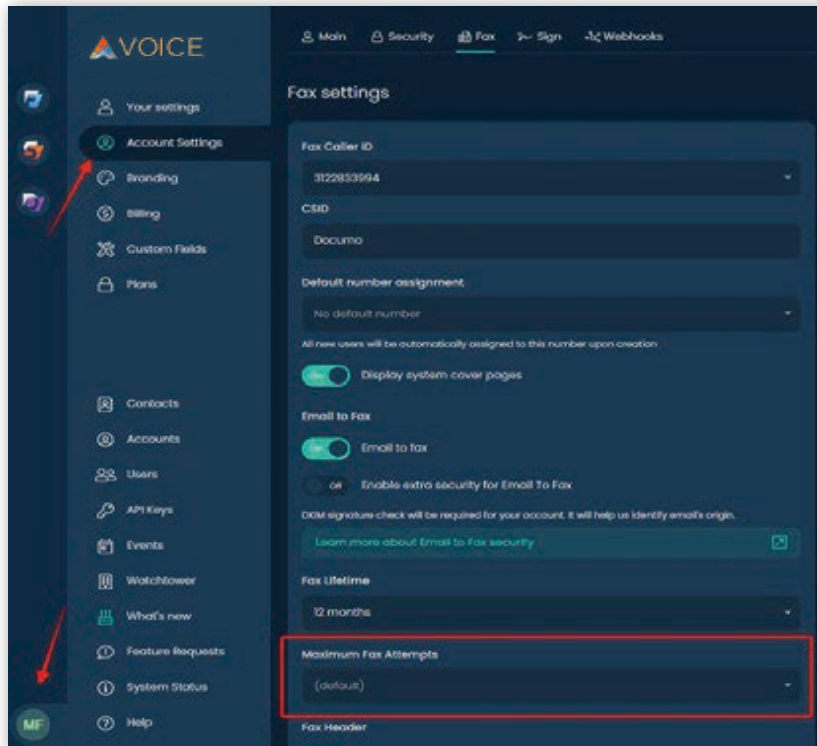 VOICE
Main Security Fax Sign Webhooks
Your settings
Account Settings
Branding
Billing
Custom Fields
Plans
Contacts
Accounts
Users
API Keys
Events
Watchtower
What's new
Feature Requests
System Status
Help
MF
Fax settings
Fax Caller ID
3122833994
CSID
Documo
Default number assignment
No default number
All new users will be automatically assigned to this number upon creation
Display system cover pages
Email to Fax
Email to fax
Off Enable extra security for Email To Fax
DKIM signature check will be required for your account. It will help us identify email's origin.
Learn more about Email to Fax security
Fax Lifetime
12 months
Maximum Fax Attempts
(default)
Fax Header